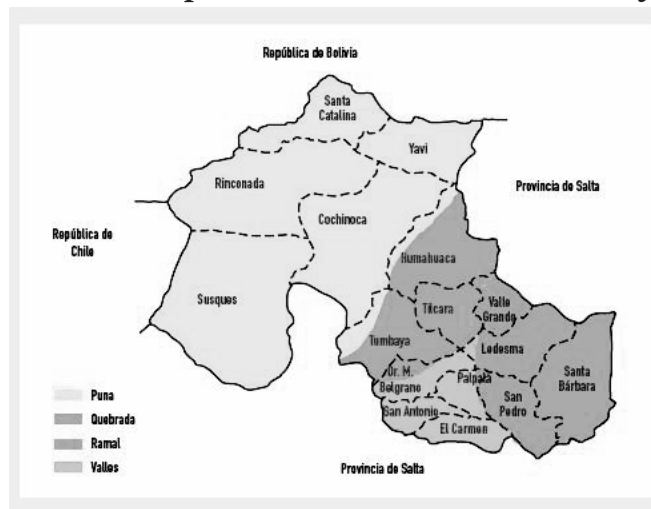 República de Bolivia
Santa
Catalina
Yavi
Rinconada
Provincia de Salta
Cochinoca
República de
Chile
Humahuaca
Susques
Tilcara
Valle
Grande
Tumbaya
Ledesma
Dr. M.
Belgrano
Palpalá
Santa
Bárbara
San
Pedro
San Antonio
El Carmen
Puna
Quebrada
Ramal
Valles
Provincia de Salta